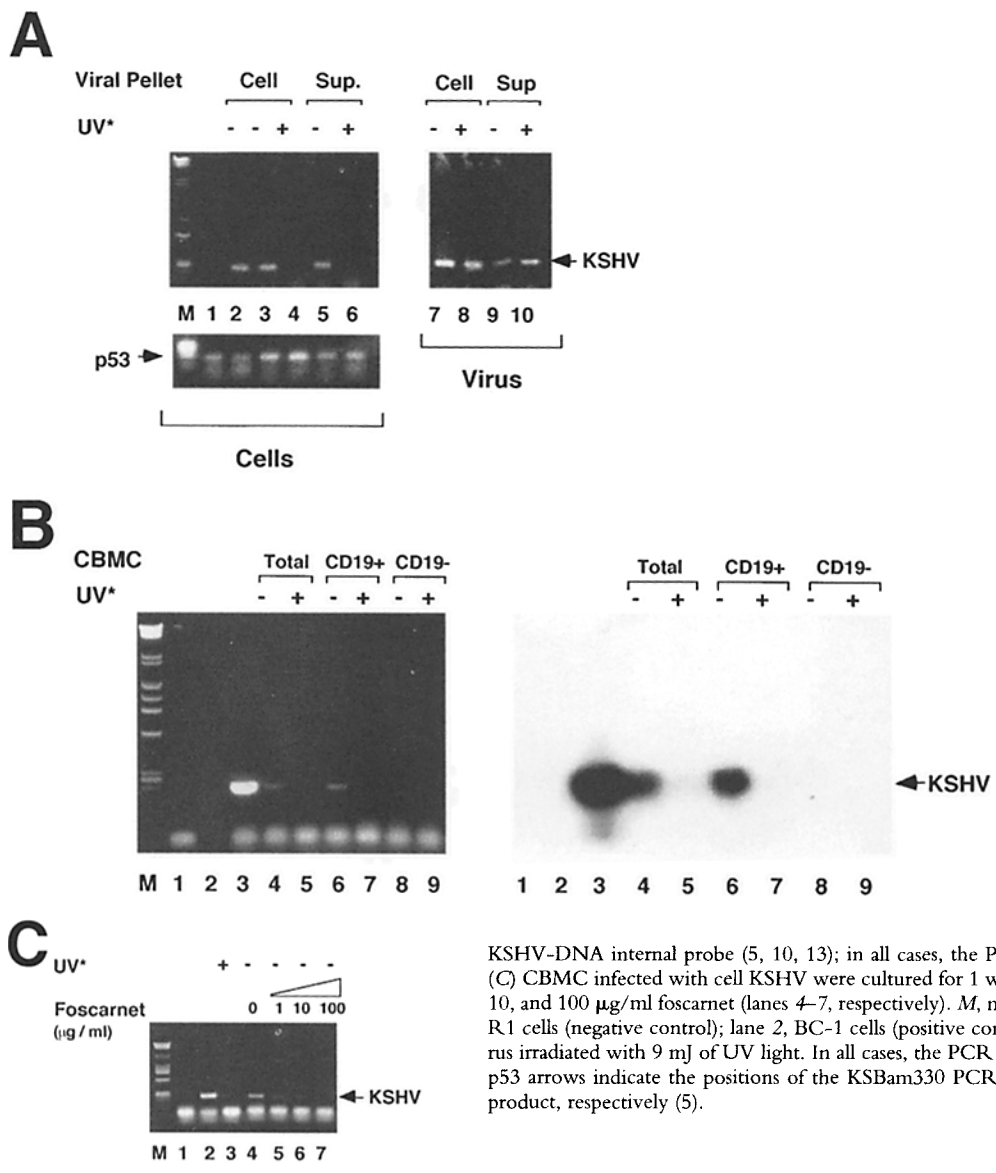 A
Viral Pellet Cell Sup. Cell Sup
UV* - - + - + - + - +
KSHV
M 1 2 3 4 5 6 7 8 9 10
p53
Virus
Cells
B
CBMC Total CD19+ CD19- Total CD19+ CD19-
UV* - + - + - + - + - + - +
KSHV
M 1 2 3 4 5 6 7 8 9 1 2 3 4 5 6 7 8 9
C
UV* + - - - -
Foscarnet 0 1 10 100
(µg / ml)
KSHV
M 1 2 3 4 5 6 7
KSHV-DNA internal probe (5, 10, 13); in all cases, the P
(C) CBMC infected with cell KSHV were cultured for 1 w
10, and 100 µg/ml foscarnet (lanes 4–7, respectively). M, n
R1 cells (negative control); lane 2, BC-1 cells (positive con
rus irradiated with 9 mJ of UV light. In all cases, the PCR
p53 arrows indicate the positions of the KSBam330 PCR
product, respectively (5).